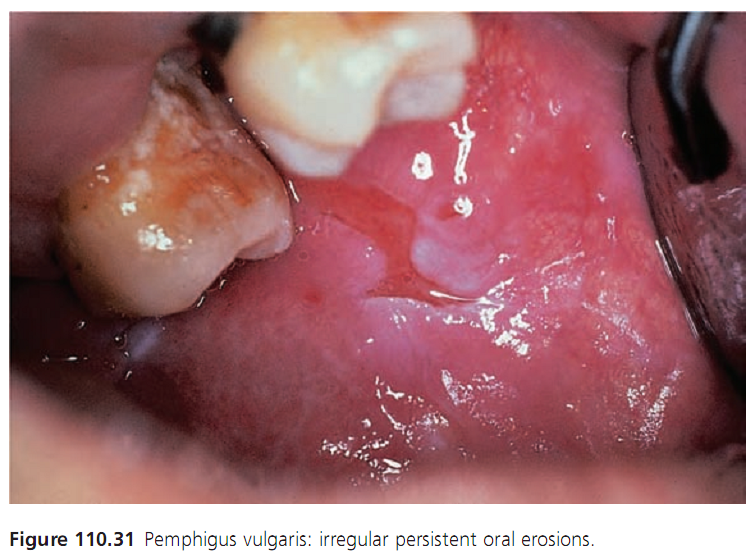 Figure 110.31 Pemphigus vulgaris: irregular persistent oral erosions.